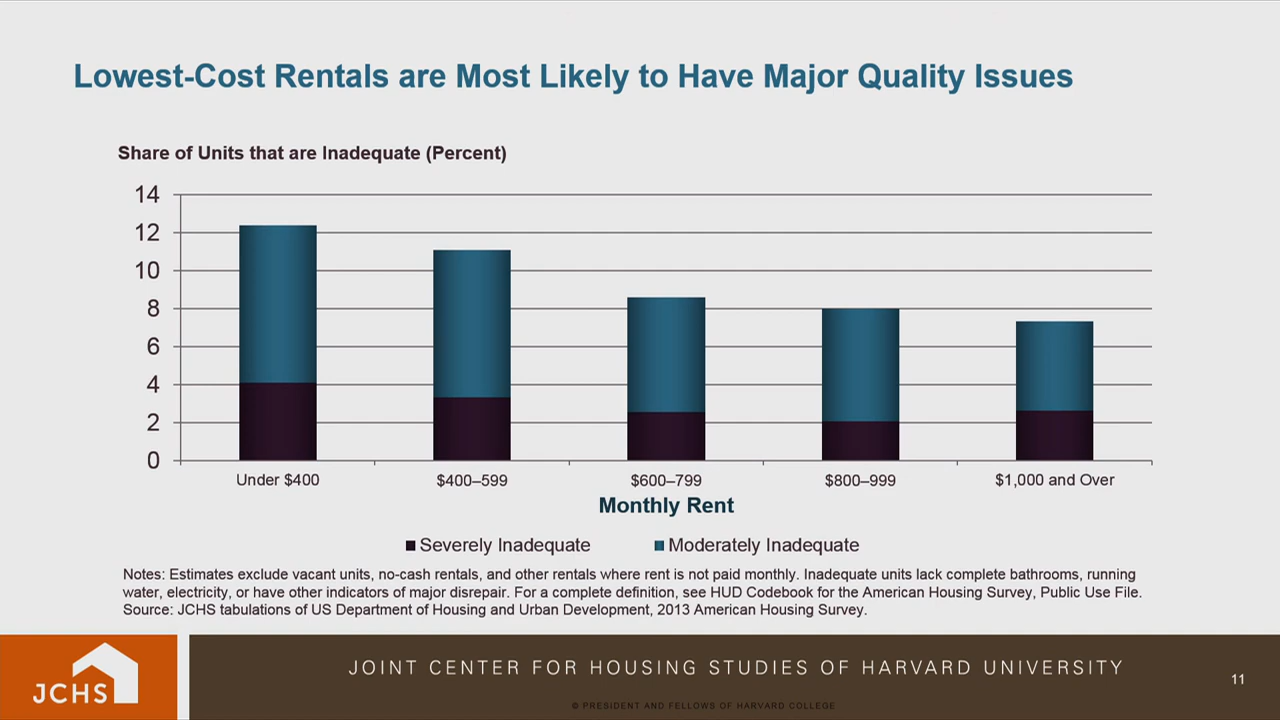 Lowest-Cost Rentals are Most Likely to Have Major Quality Issues
Share of Units that are Inadequate (Percent)
14
12
10
8
6
4
2
0
Under $400
$400–599
$600–799
$800–999
$1,000 and Over
Monthly Rent
Severely Inadequate
Moderately Inadequate
Notes: Estimates exclude vacant units, no-cash rentals, and other rentals where rent is not paid monthly. Inadequate units lack complete bathrooms, running
water, electricity, or have other indicators of major disrepair. For a complete definition, see HUD Codebook for the American Housing Survey, Public Use File.
Source: JCHS tabulations of US Department of Housing and Urban Development, 2013 American Housing Survey.
JCHS
JOINT CENTER FOR HOUSING STUDIES OF HARVARD UNIVERSITY
11
© PRESIDENT AND FELLOWS OF HARVARD COLLEGE